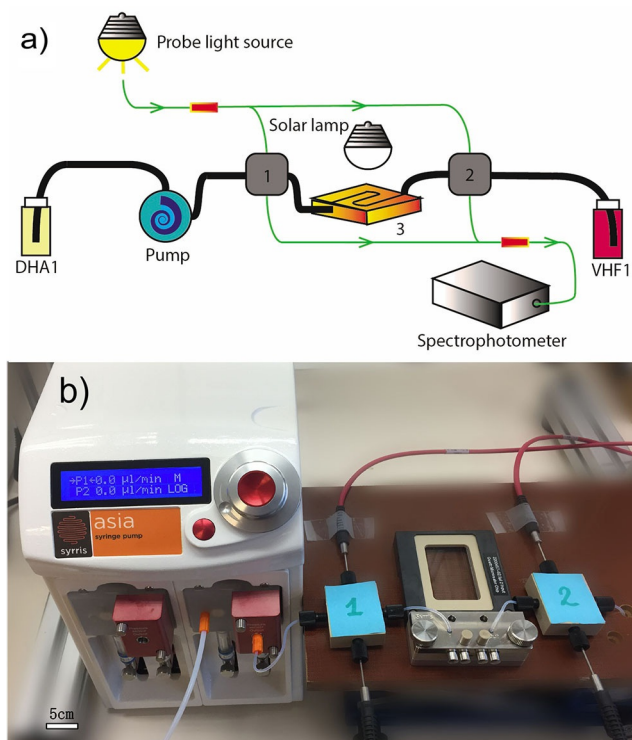 a)
Probe light source
Solar lamp
1
2
3
DHA1
Pump
VHF1
Spectrophotometer
b)
→P1←0.0 µl/min M
P2 0.0 µl/min LOG
asia
syringe pump
syrris
1
2
5cm